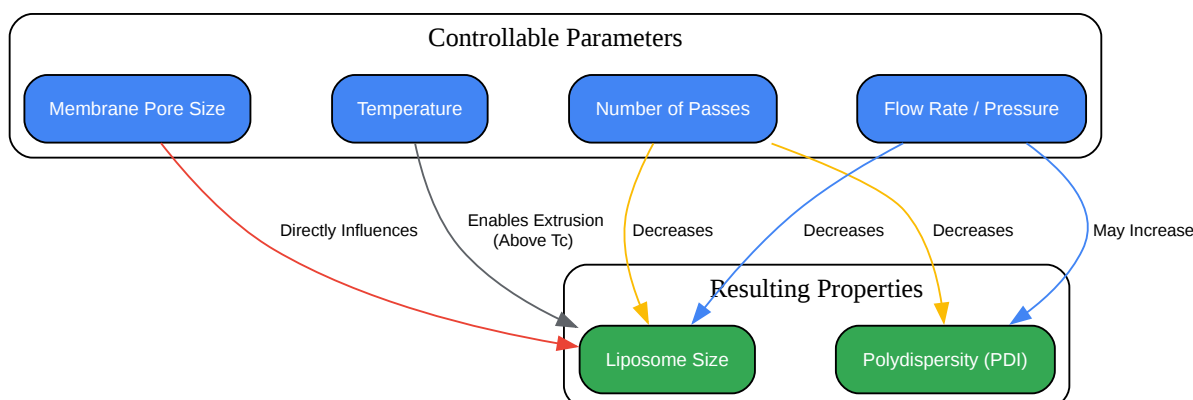 Controllable Parameters
Membrane Pore Size
Temperature
Number of Passes
Flow Rate / Pressure
Directly Influences
Enables Extrusion
(Above Tc)
Decreases
Decreases
Decreases
May Increase
Resulting Properties
Liposome Size
Polydispersity (PDI)